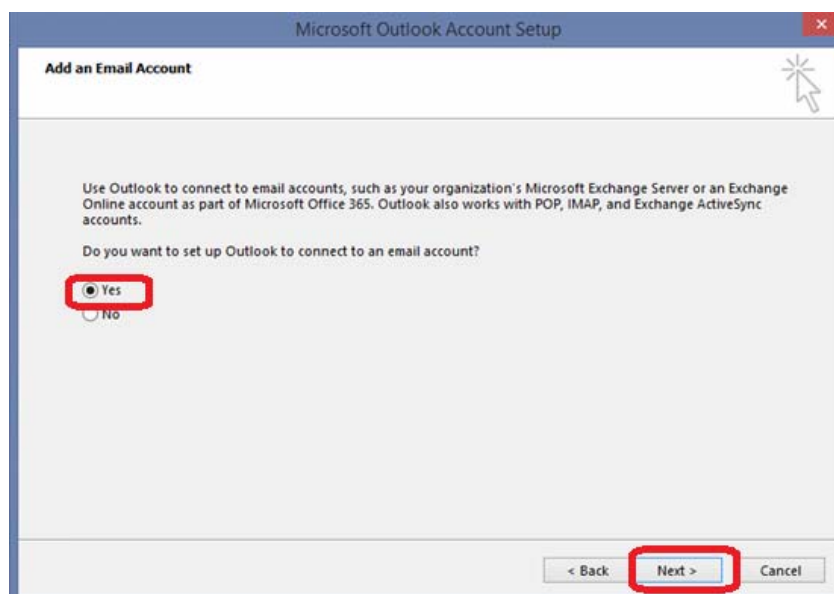 Microsoft Outlook Account Setup
Add an Email Account
Use Outlook to connect to email accounts, such as your organization's Microsoft Exchange Server or an Exchange
Online account as part of Microsoft Office 365. Outlook also works with POP, IMAP, and Exchange ActiveSync
accounts.
Do you want to set up Outlook to connect to an email account?
Yes
No
< Back Next > Cancel